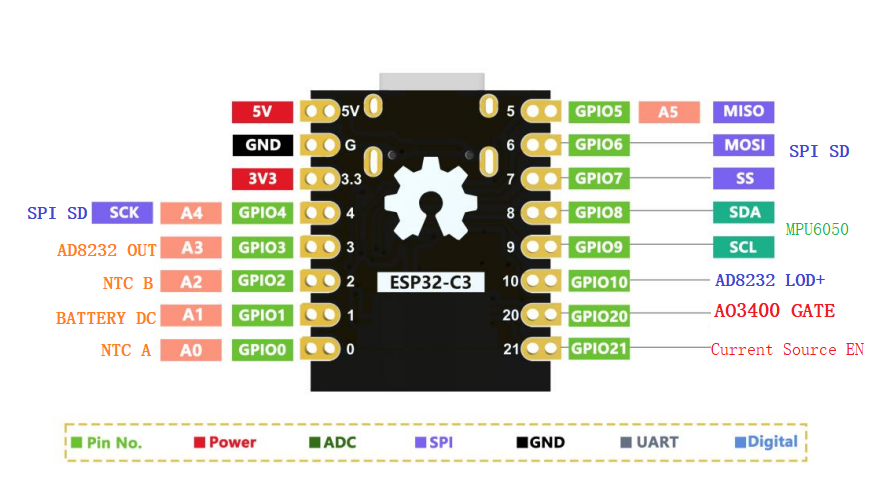 5V 5V 5 GPIO5 A5 MISO
GND G 6 GPIO6 MOSI SPI SD
3V3 3.3 7 GPIO7 SS
SPI SD SCK A4 GPIO4 4 8 GPIO8 SDA
MPU6050
AD8232 OUT A3 GPIO3 3 9 GPIO9 SCL
NTC B A2 GPIO2 2 ESP32-C3 10 GPIO10 AD8232 LOD+
BATTERY DC A1 GPIO1 1 20 GPIO20 AO3400 GATE
NTC A A0 GPIO0 0 21 GPIO21 Current Source EN
Pin No. Power ADC SPI GND UART Digital